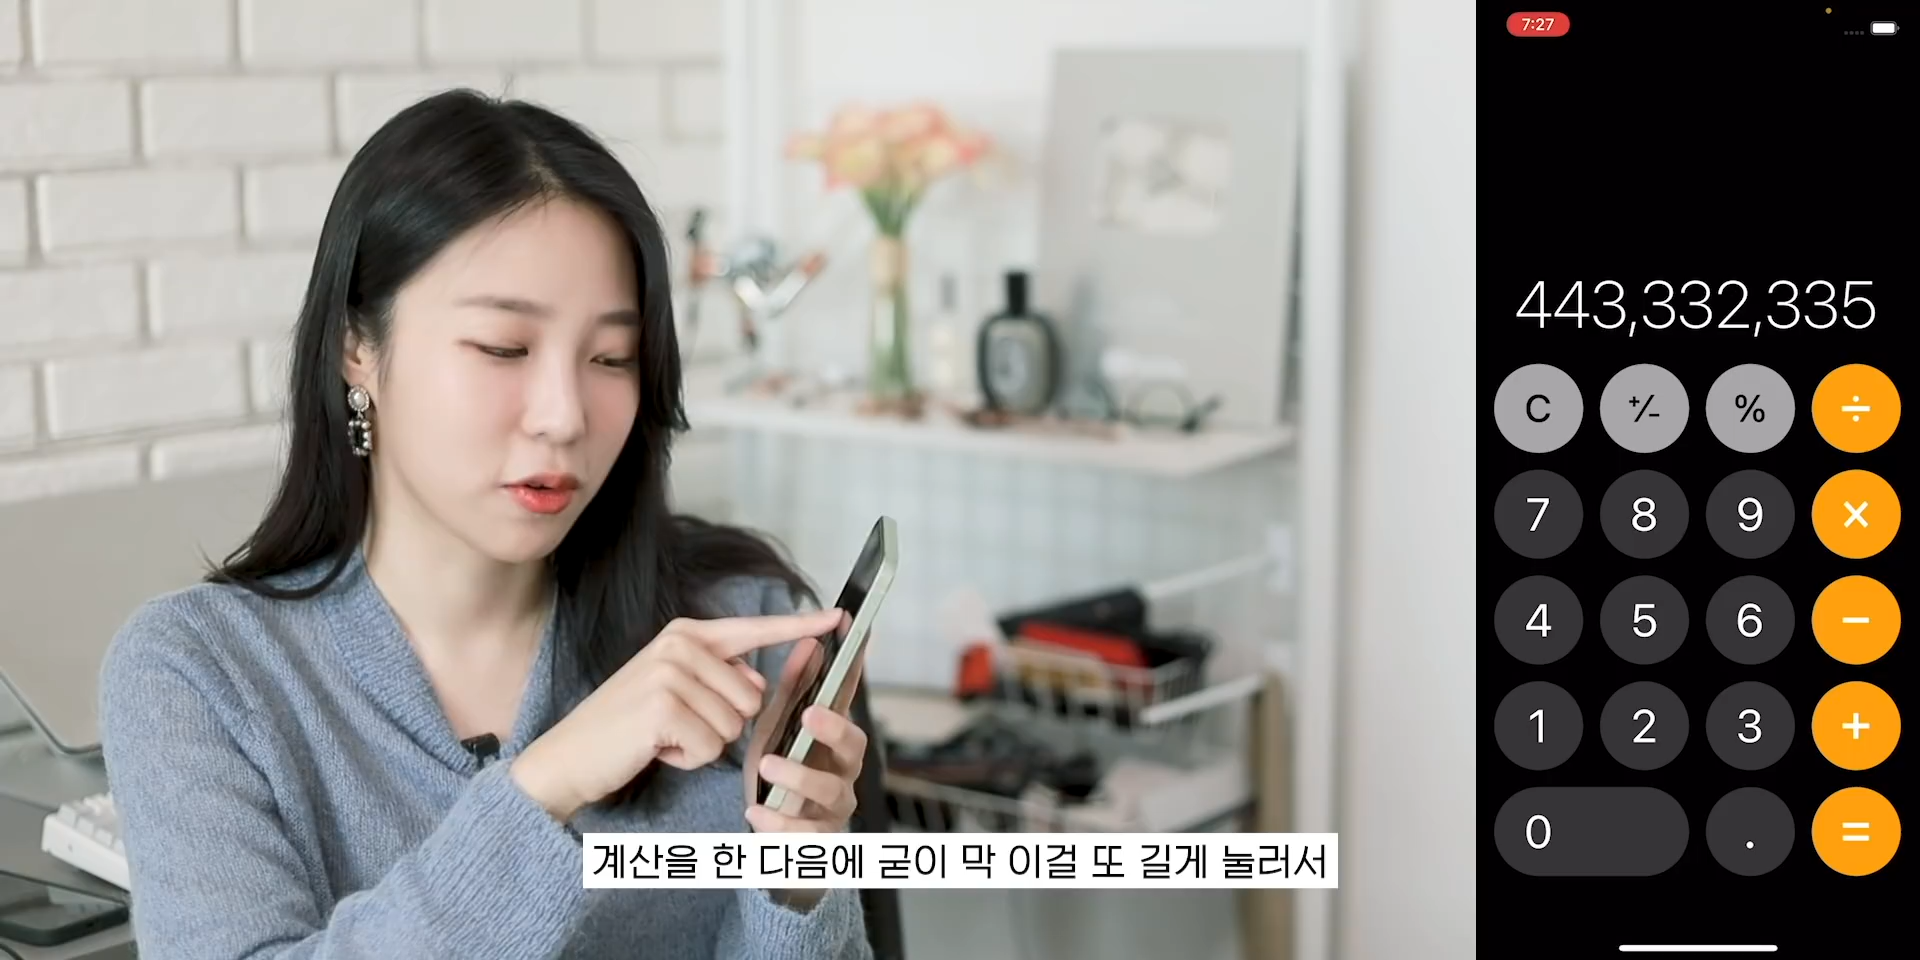 7:27
443,332,335
C +/- % ÷
7 8 9 ×
4 5 6 −
1 2 3 +
0 . =
계산을 한 다음에 굳이 막 이걸 또 길게 눌러서